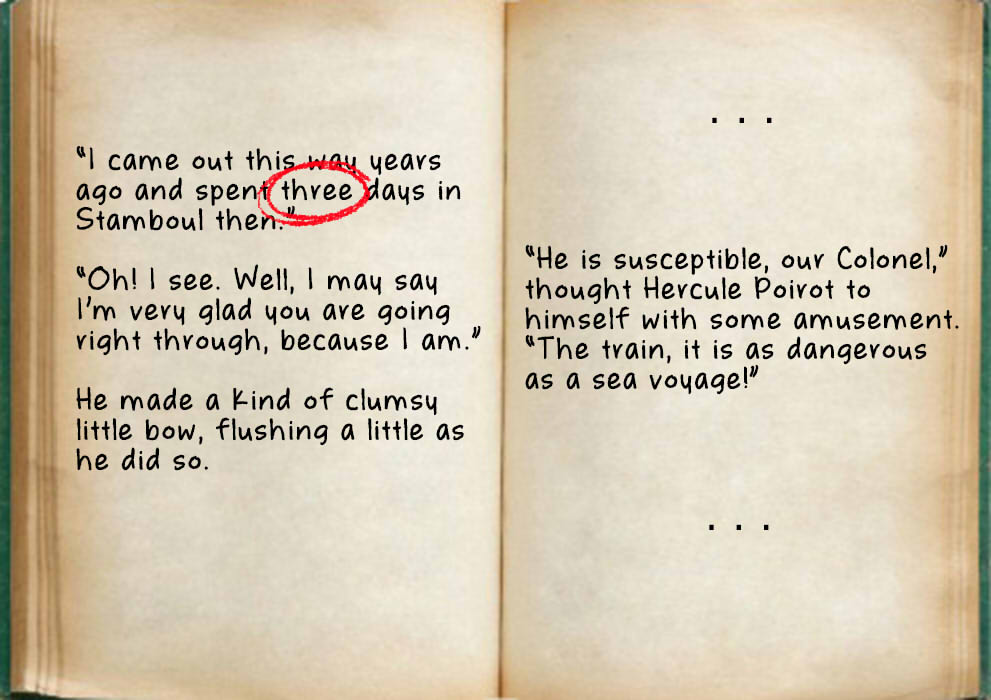 “I came out this way years
ago and spent three days in
Stamboul then.”
“Oh! I see. Well, I may say
I’m very glad you are going
right through, because I am.”
He made a kind of clumsy
little bow, flushing a little as
he did so.
. . .
“He is susceptible, our Colonel,”
thought Hercule Poirot to
himself with some amusement.
“The train, it is as dangerous
as a sea voyage!”
. . .